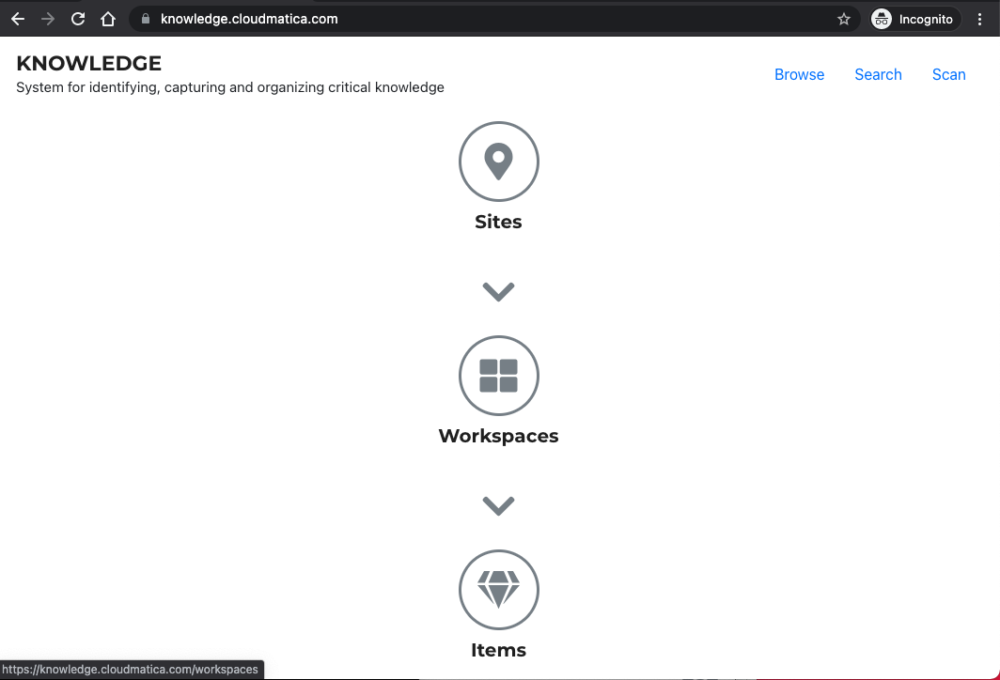 knowledge.cloudmatica.com
Incognito
KNOWLEDGE
System for identifying, capturing and organizing critical knowledge
Browse Search Scan
Sites
Workspaces
Items
https://knowledge.cloudmatica.com/workspaces